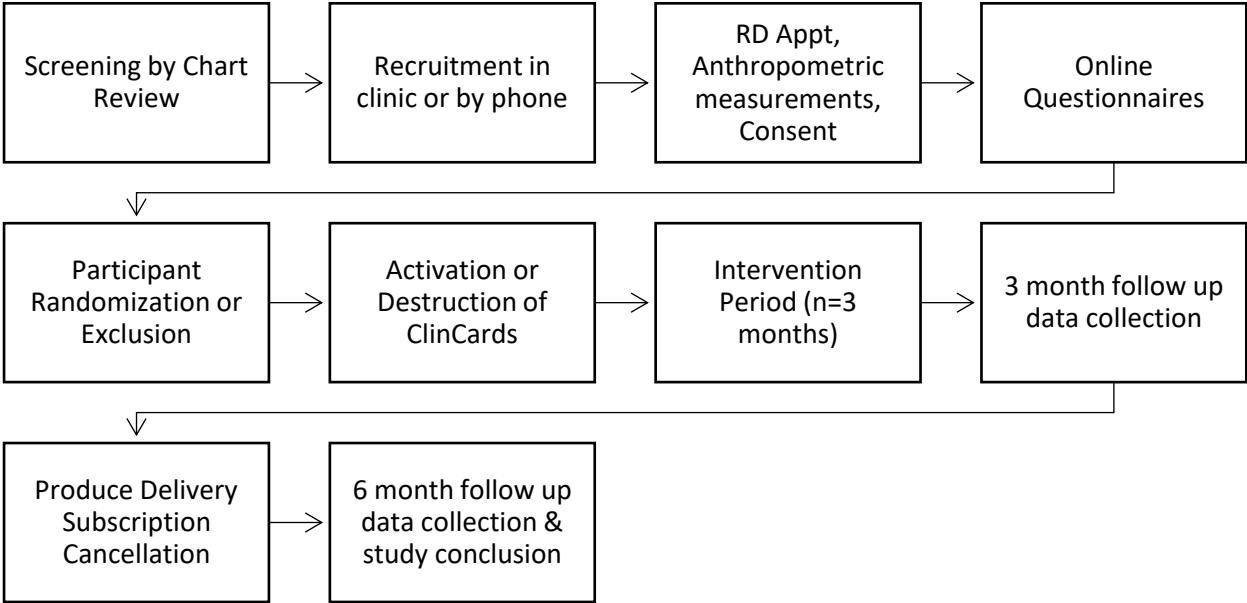 Screening by Chart
Review
Recruitment in
clinic or by phone
RD Appt,
Anthropometric
measurements,
Consent
Online
Questionnaires
Participant
Randomization or
Exclusion
Activation or
Destruction of
ClinCards
Intervention
Period (n=3
months)
3 month follow up
data collection
Produce Delivery
Subscription
Cancellation
6 month follow up
data collection &
study conclusion